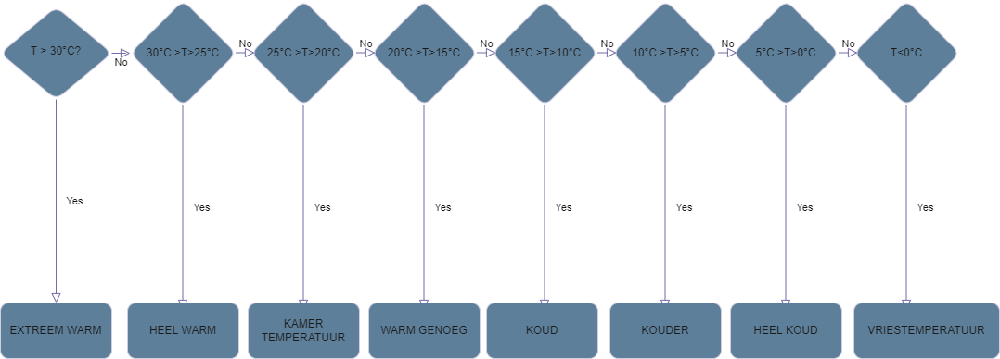 T > 30°C?
No
30°C >T>25°C
No
25°C >T>20°C
No
20°C >T>15°C
No
15°C >T>10°C
No
10°C >T>5°C
No
5°C >T>0°C
No
T<0°C
Yes
Yes
Yes
Yes
Yes
Yes
Yes
Yes
EXTREEM WARM
HEEL WARM
KAMER
TEMPERATUUR
WARM GENOEG
KOUD
KOUDER
HEEL KOUD
VRIESTEMPERATUUR